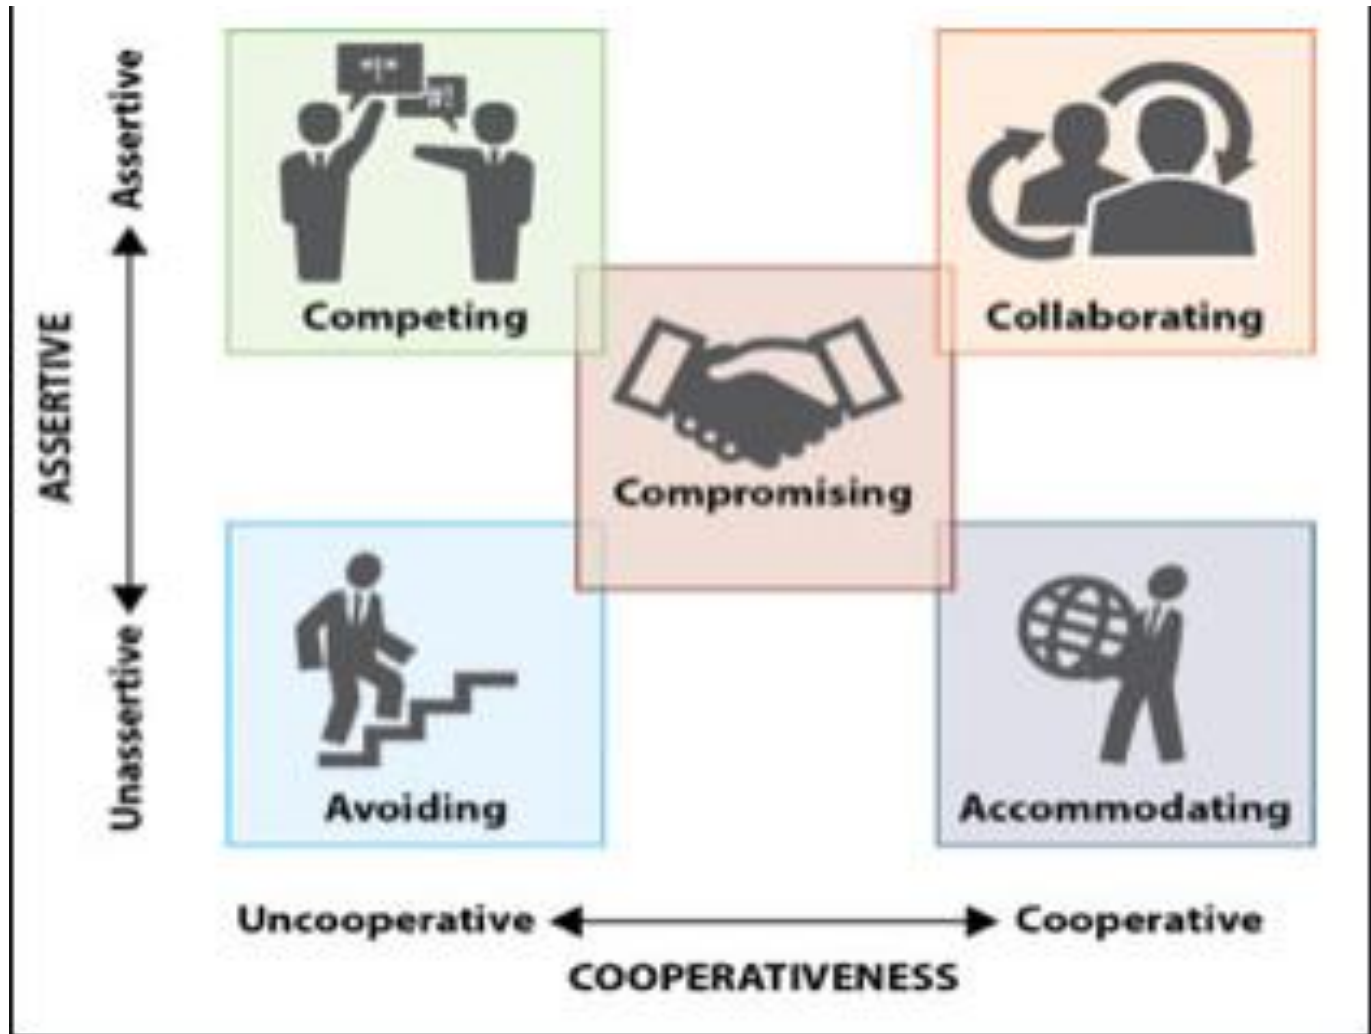 Assertive
ASSERTIVE
Unassertive
Competing
Collaborating
Compromising
Avoiding
Accommodating
Uncooperative
Cooperative
COOPERATIVENESS